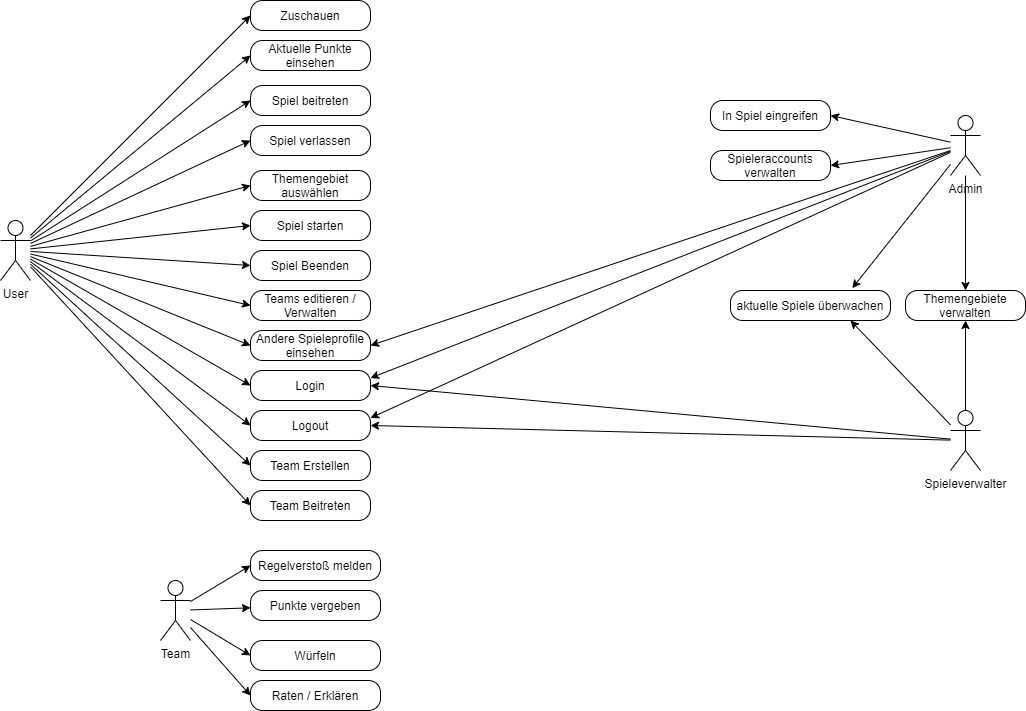 Zuschauen
Aktuelle Punkte
einsehen
Spiel beitreten
Spiel verlassen
Themengebiet
auswählen
Spiel starten
Spiel Beenden
Teams editieren /
Verwalten
Andere Spieleprofile
einsehen
Login
Logout
Team Erstellen
Team Beitreten
User
In Spiel eingreifen
Spieleraccounts
verwalten
Admin
aktuelle Spiele überwachen
Themengebiete
verwalten
Spieleverwalter
Regelverstoß melden
Punkte vergeben
Würfeln
Raten / Erklären
Team